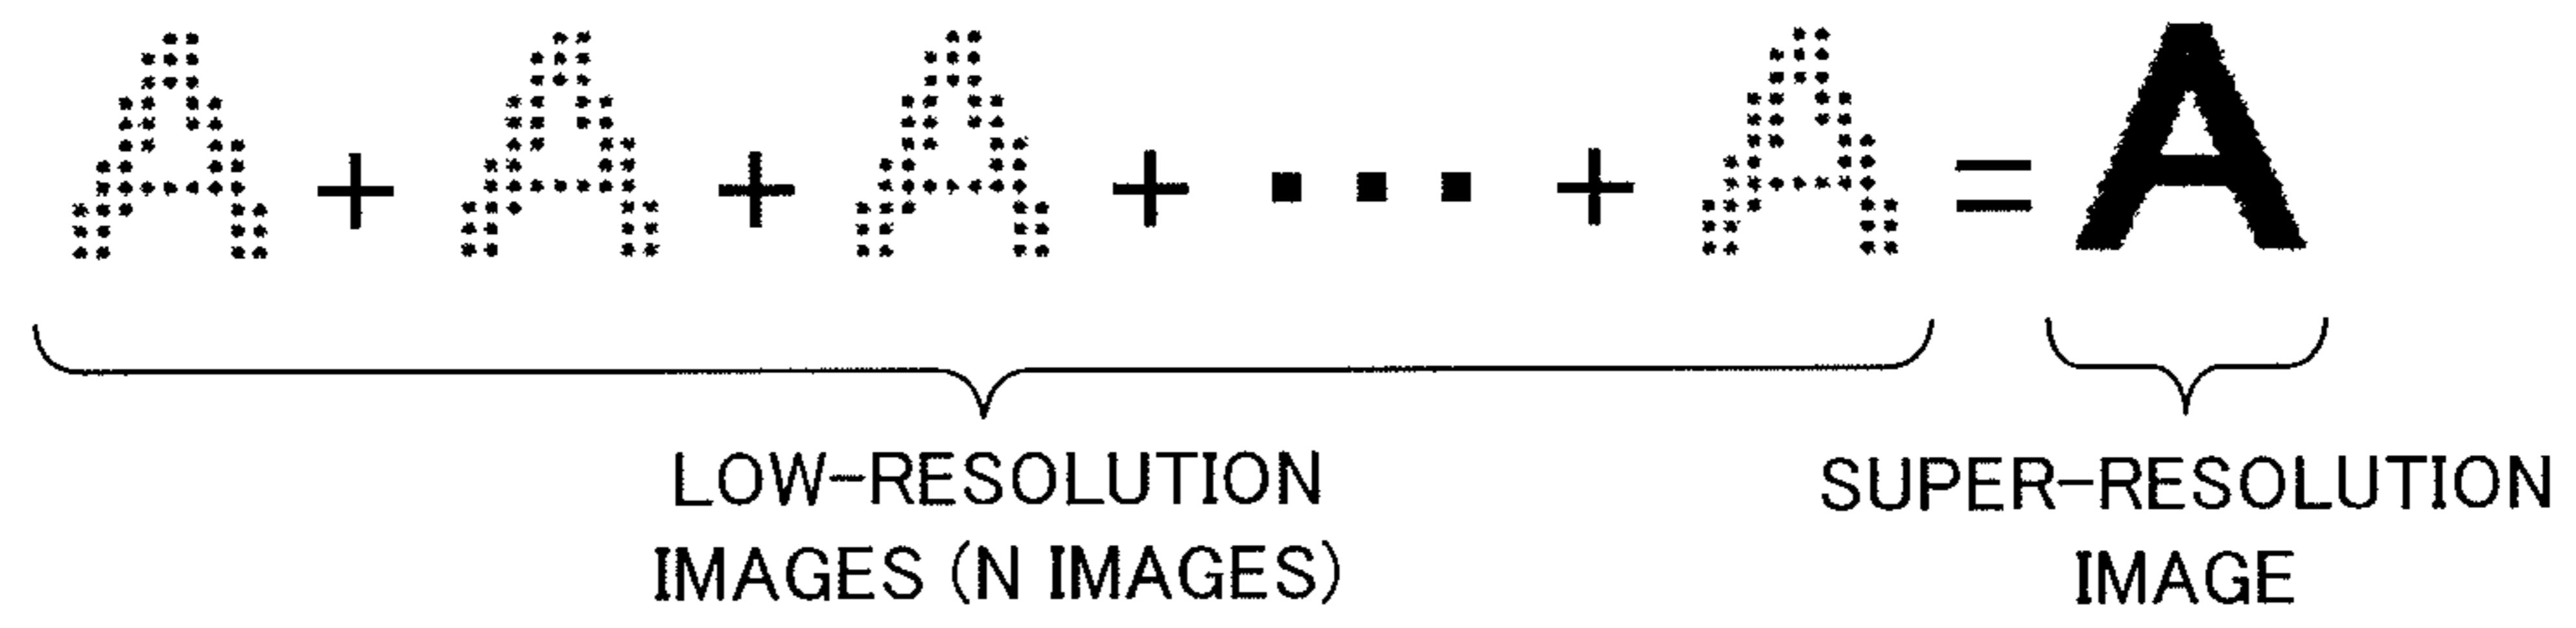 A + A + A + ··· + A = A
LOW-RESOLUTION
IMAGES (N IMAGES)
SUPER-RESOLUTION
IMAGE